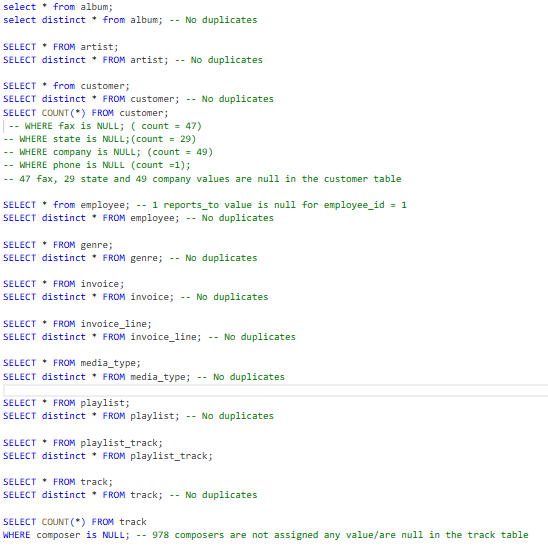 select * from album;
select distinct * from album; -- No duplicates
SELECT * FROM artist;
SELECT distinct * FROM artist; -- No duplicates
SELECT * from customer;
SELECT distinct * FROM customer; -- No duplicates
SELECT COUNT(*) FROM customer;
-- WHERE fax is NULL; ( count = 47)
-- WHERE state is NULL;(count = 29)
-- WHERE company is NULL; (count = 49)
-- WHERE phone is NULL (count =1);
-- 47 fax, 29 state and 49 company values are null in the customer table
SELECT * from employee; -- 1 reports_to value is null for employee_id = 1
SELECT distinct * FROM employee; -- No duplicates
SELECT * FROM genre;
SELECT distinct * FROM genre; -- No duplicates
SELECT * FROM invoice;
SELECT distinct * FROM invoice; -- No duplicates
SELECT * FROM invoice_line;
SELECT distinct * FROM invoice_line; -- No duplicates
SELECT * FROM media_type;
SELECT distinct * FROM media_type; -- No duplicates
SELECT * FROM playlist;
SELECT distinct * FROM playlist; -- No duplicates
SELECT * FROM playlist_track;
SELECT distinct * FROM playlist_track;
SELECT * FROM track;
SELECT distinct * FROM track; -- No duplicates
SELECT COUNT(*) FROM track
WHERE composer is NULL; -- 978 composers are not assigned any value/are null in the track table